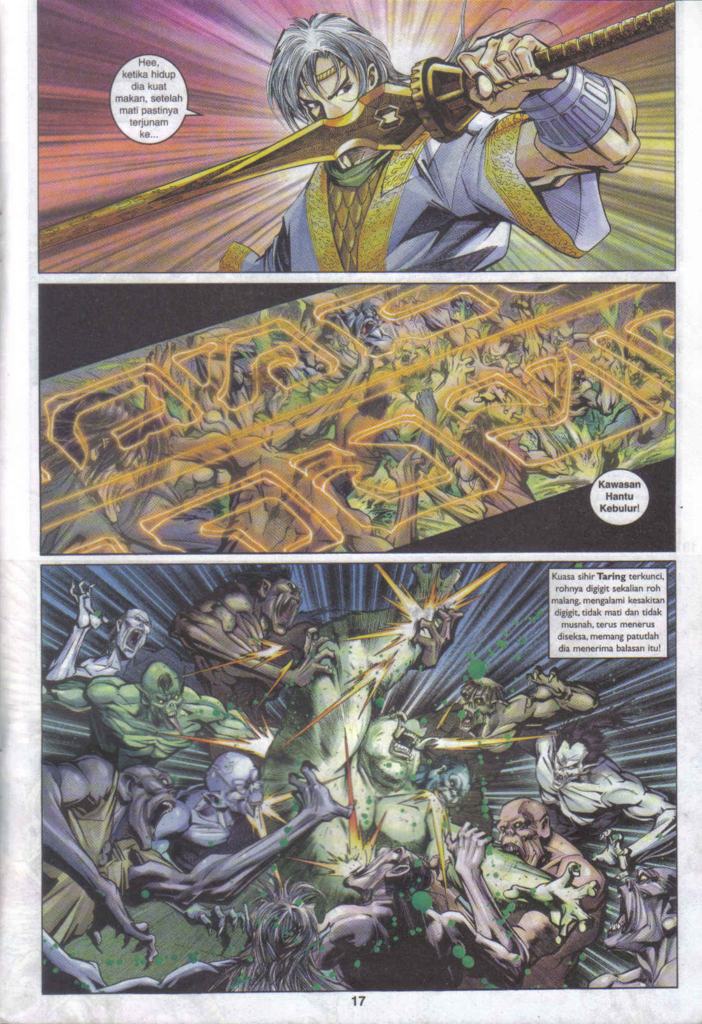 Hee,
ketika hidup
dia kuat
makan, setelah
mati pastinya
terjunam
ke...
Kawasan
Hantu
Kebulur!
Kuasa sihir Taring terkunci,
rohnya digigit sekalian roh
malang, mengalami kesakitan
digigit, tidak mati dan tidak
musnah, terus menerus
diseksa, memang patutlah
dia menerima balasan itu!
17